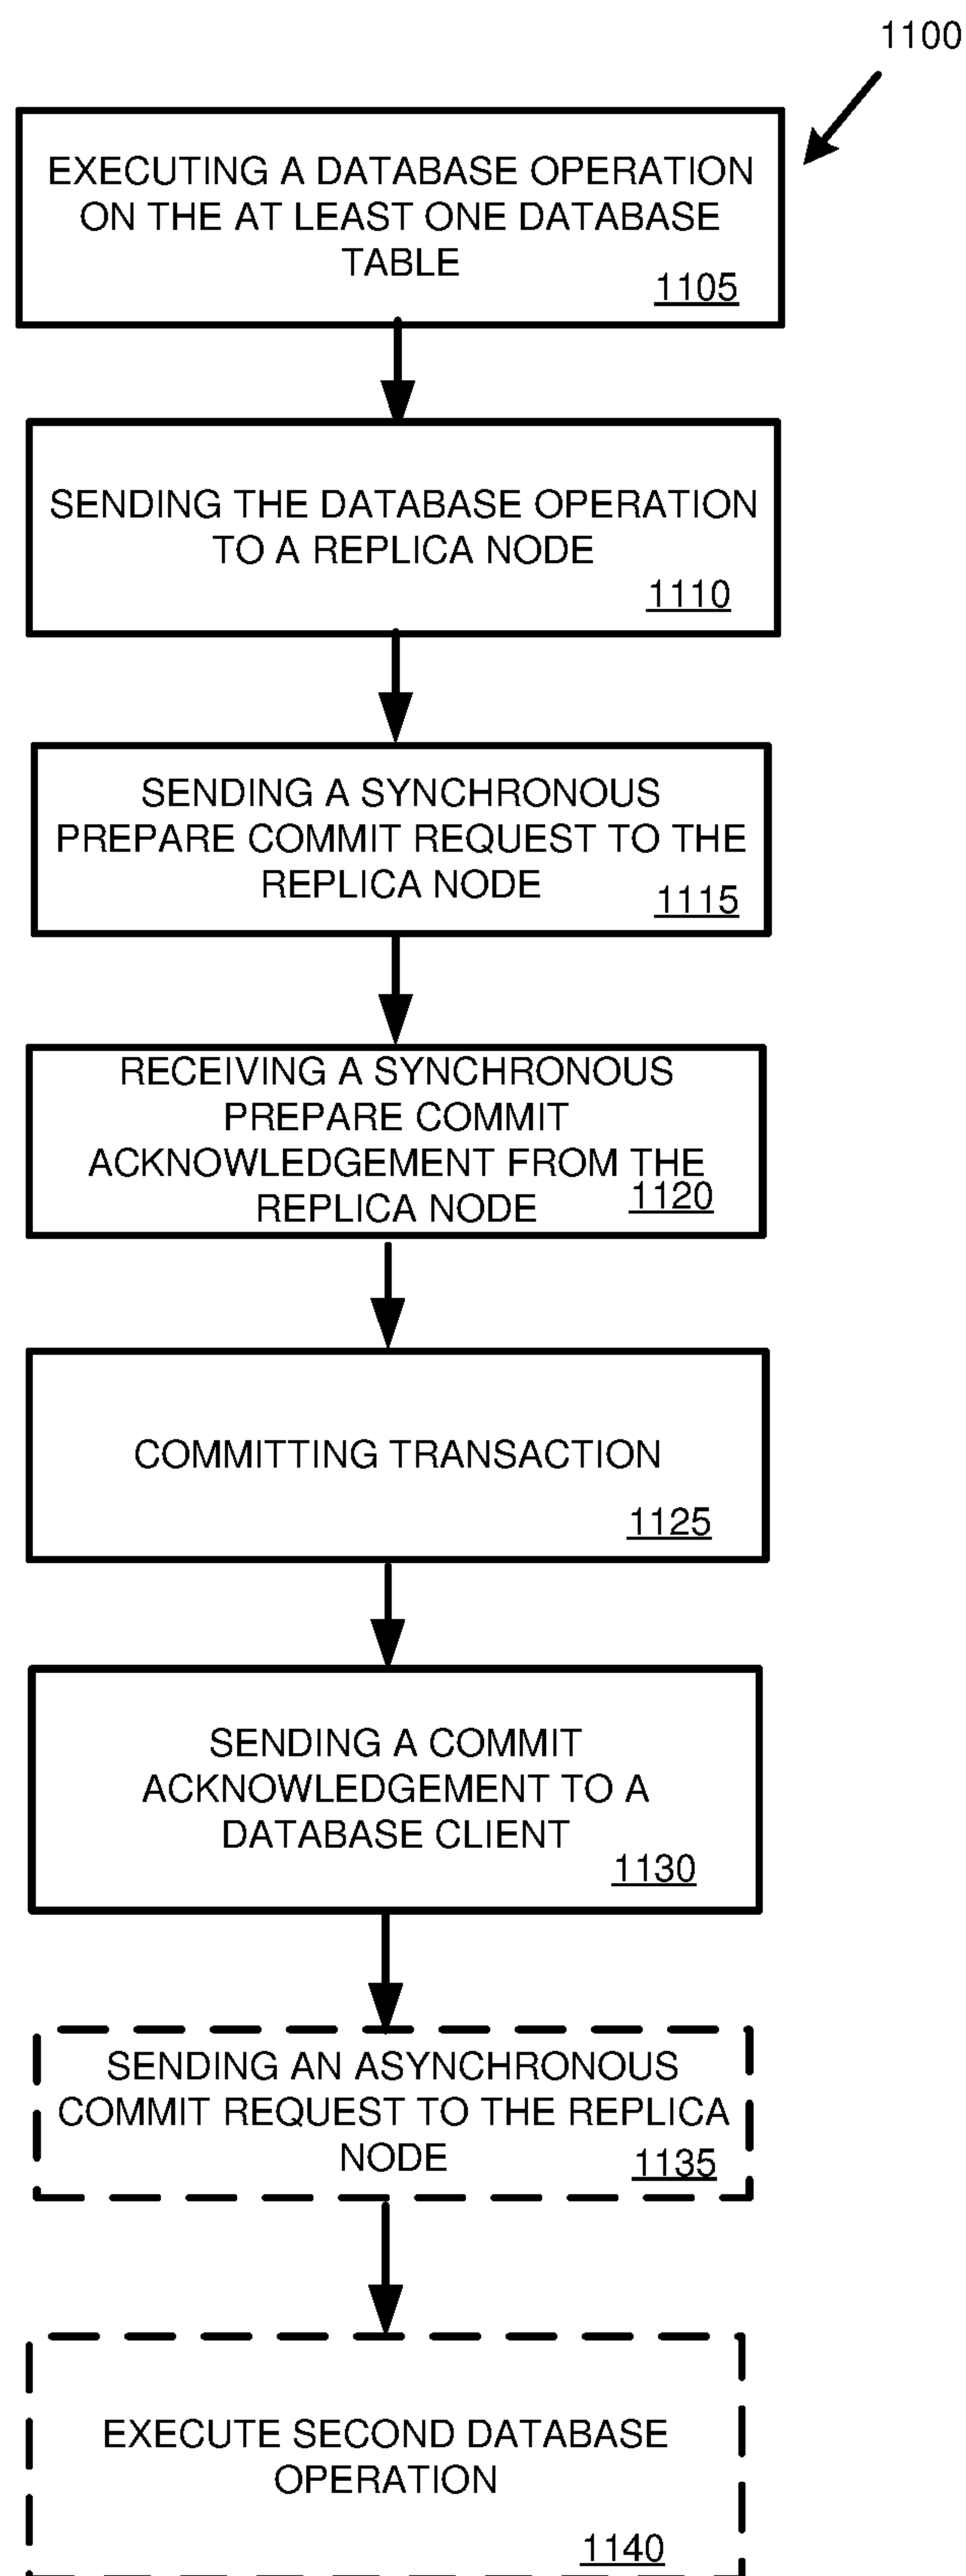 1100
EXECUTING A DATABASE OPERATION
ON THE AT LEAST ONE DATABASE
TABLE
1105
SENDING THE DATABASE OPERATION
TO A REPLICA NODE
1110
SENDING A SYNCHRONOUS
PREPARE COMMIT REQUEST TO THE
REPLICA NODE
1115
RECEIVING A SYNCHRONOUS
PREPARE COMMIT
ACKNOWLEDGEMENT FROM THE
REPLICA NODE
1120
COMMITTING TRANSACTION
1125
SENDING A COMMIT
ACKNOWLEDGEMENT TO A
DATABASE CLIENT
1130
SENDING AN ASYNCHRONOUS
COMMIT REQUEST TO THE REPLICA
NODE
1135
EXECUTE SECOND DATABASE
OPERATION
1140